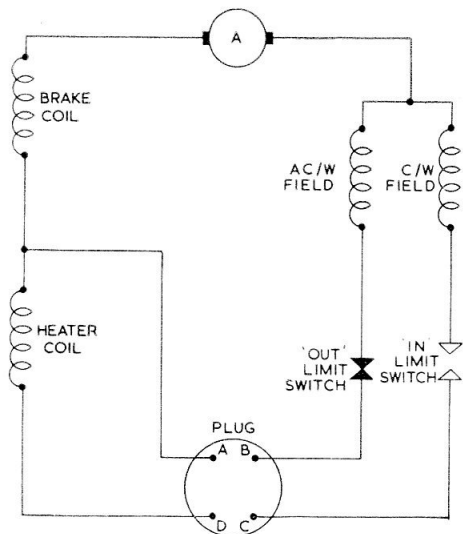 A
BRAKE
COIL
AC/W
FIELD
C/W
FIELD
HEATER
COIL
'OUT'
LIMIT
SWITCH
'IN'
LIMIT
SWITCH
PLUG
A B
D C